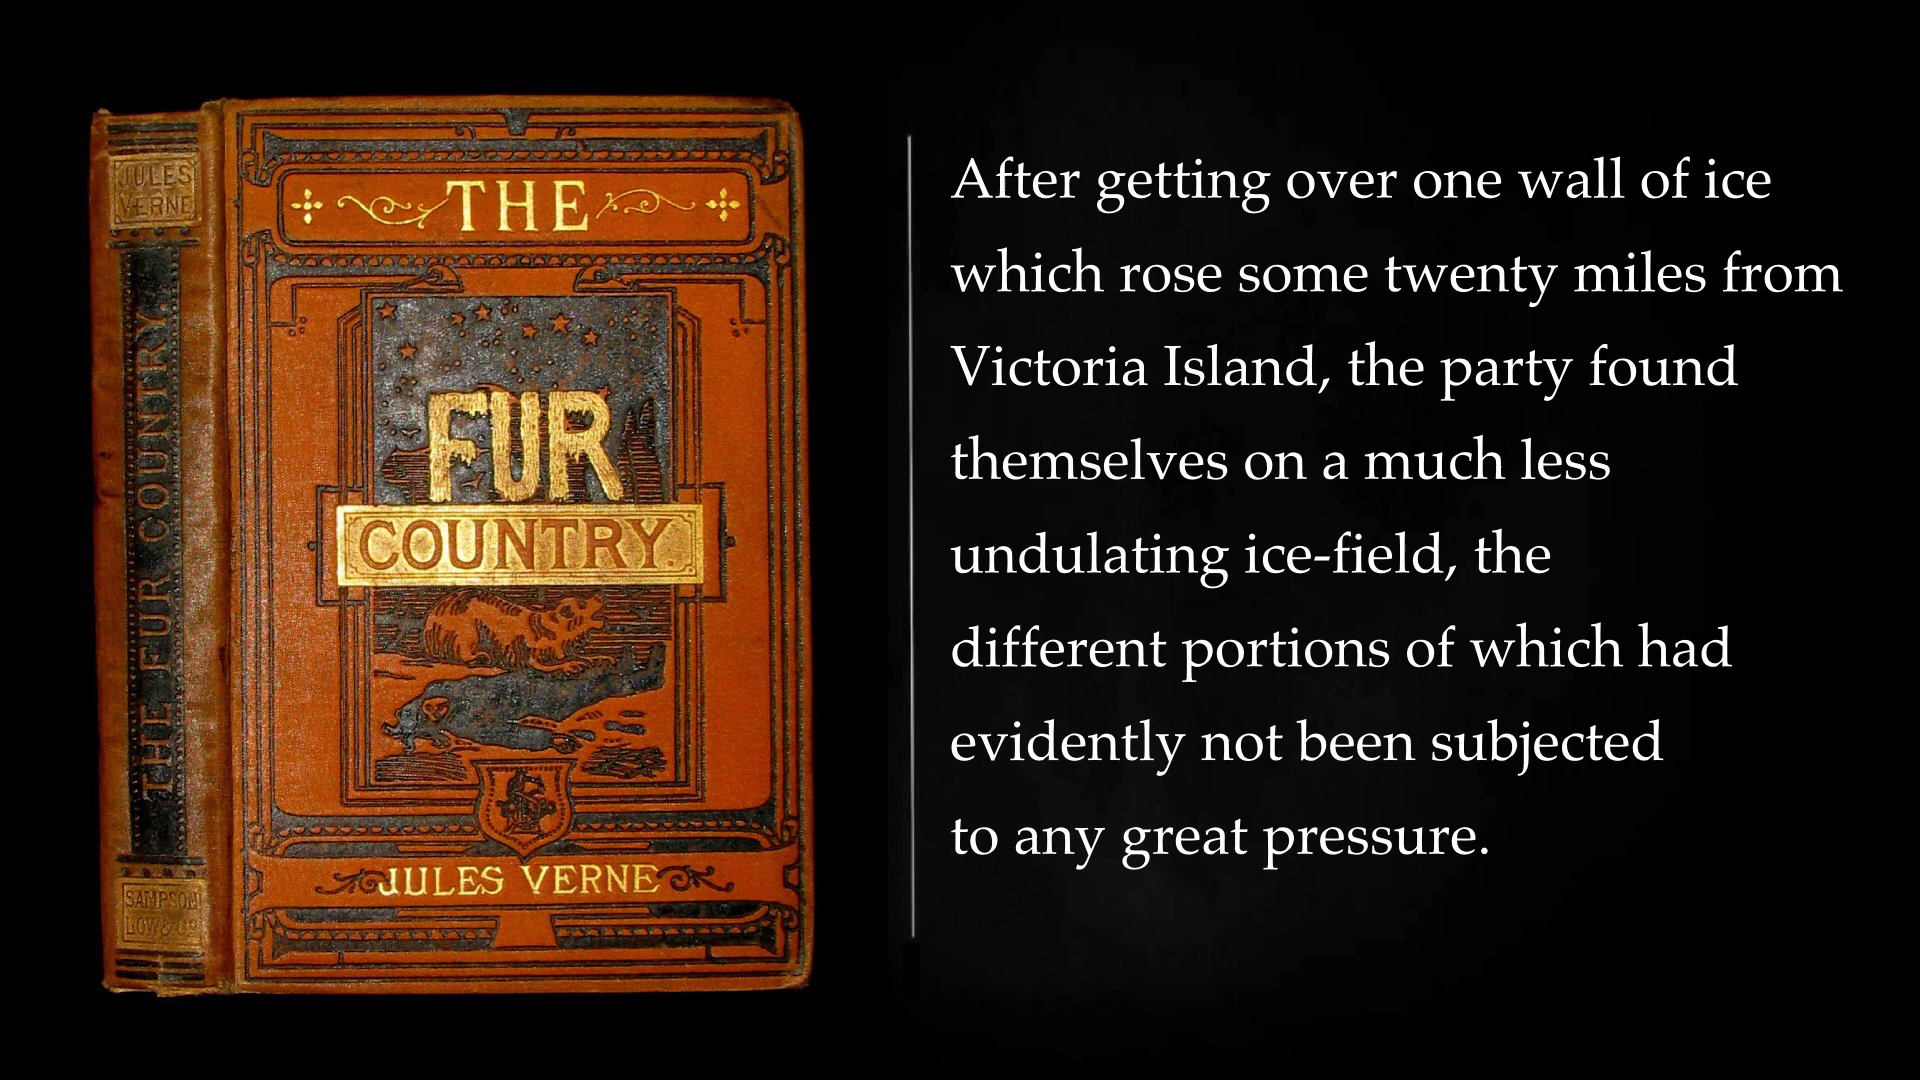 JULES
VERNE
THE FUR COUNTRY.
SAMPSON
LOW & Co
THE
FUR
COUNTRY.
JULES VERNE
After getting over one wall of ice
which rose some twenty miles from
Victoria Island, the party found
themselves on a much less
undulating ice-field, the
different portions of which had
evidently not been subjected
to any great pressure.